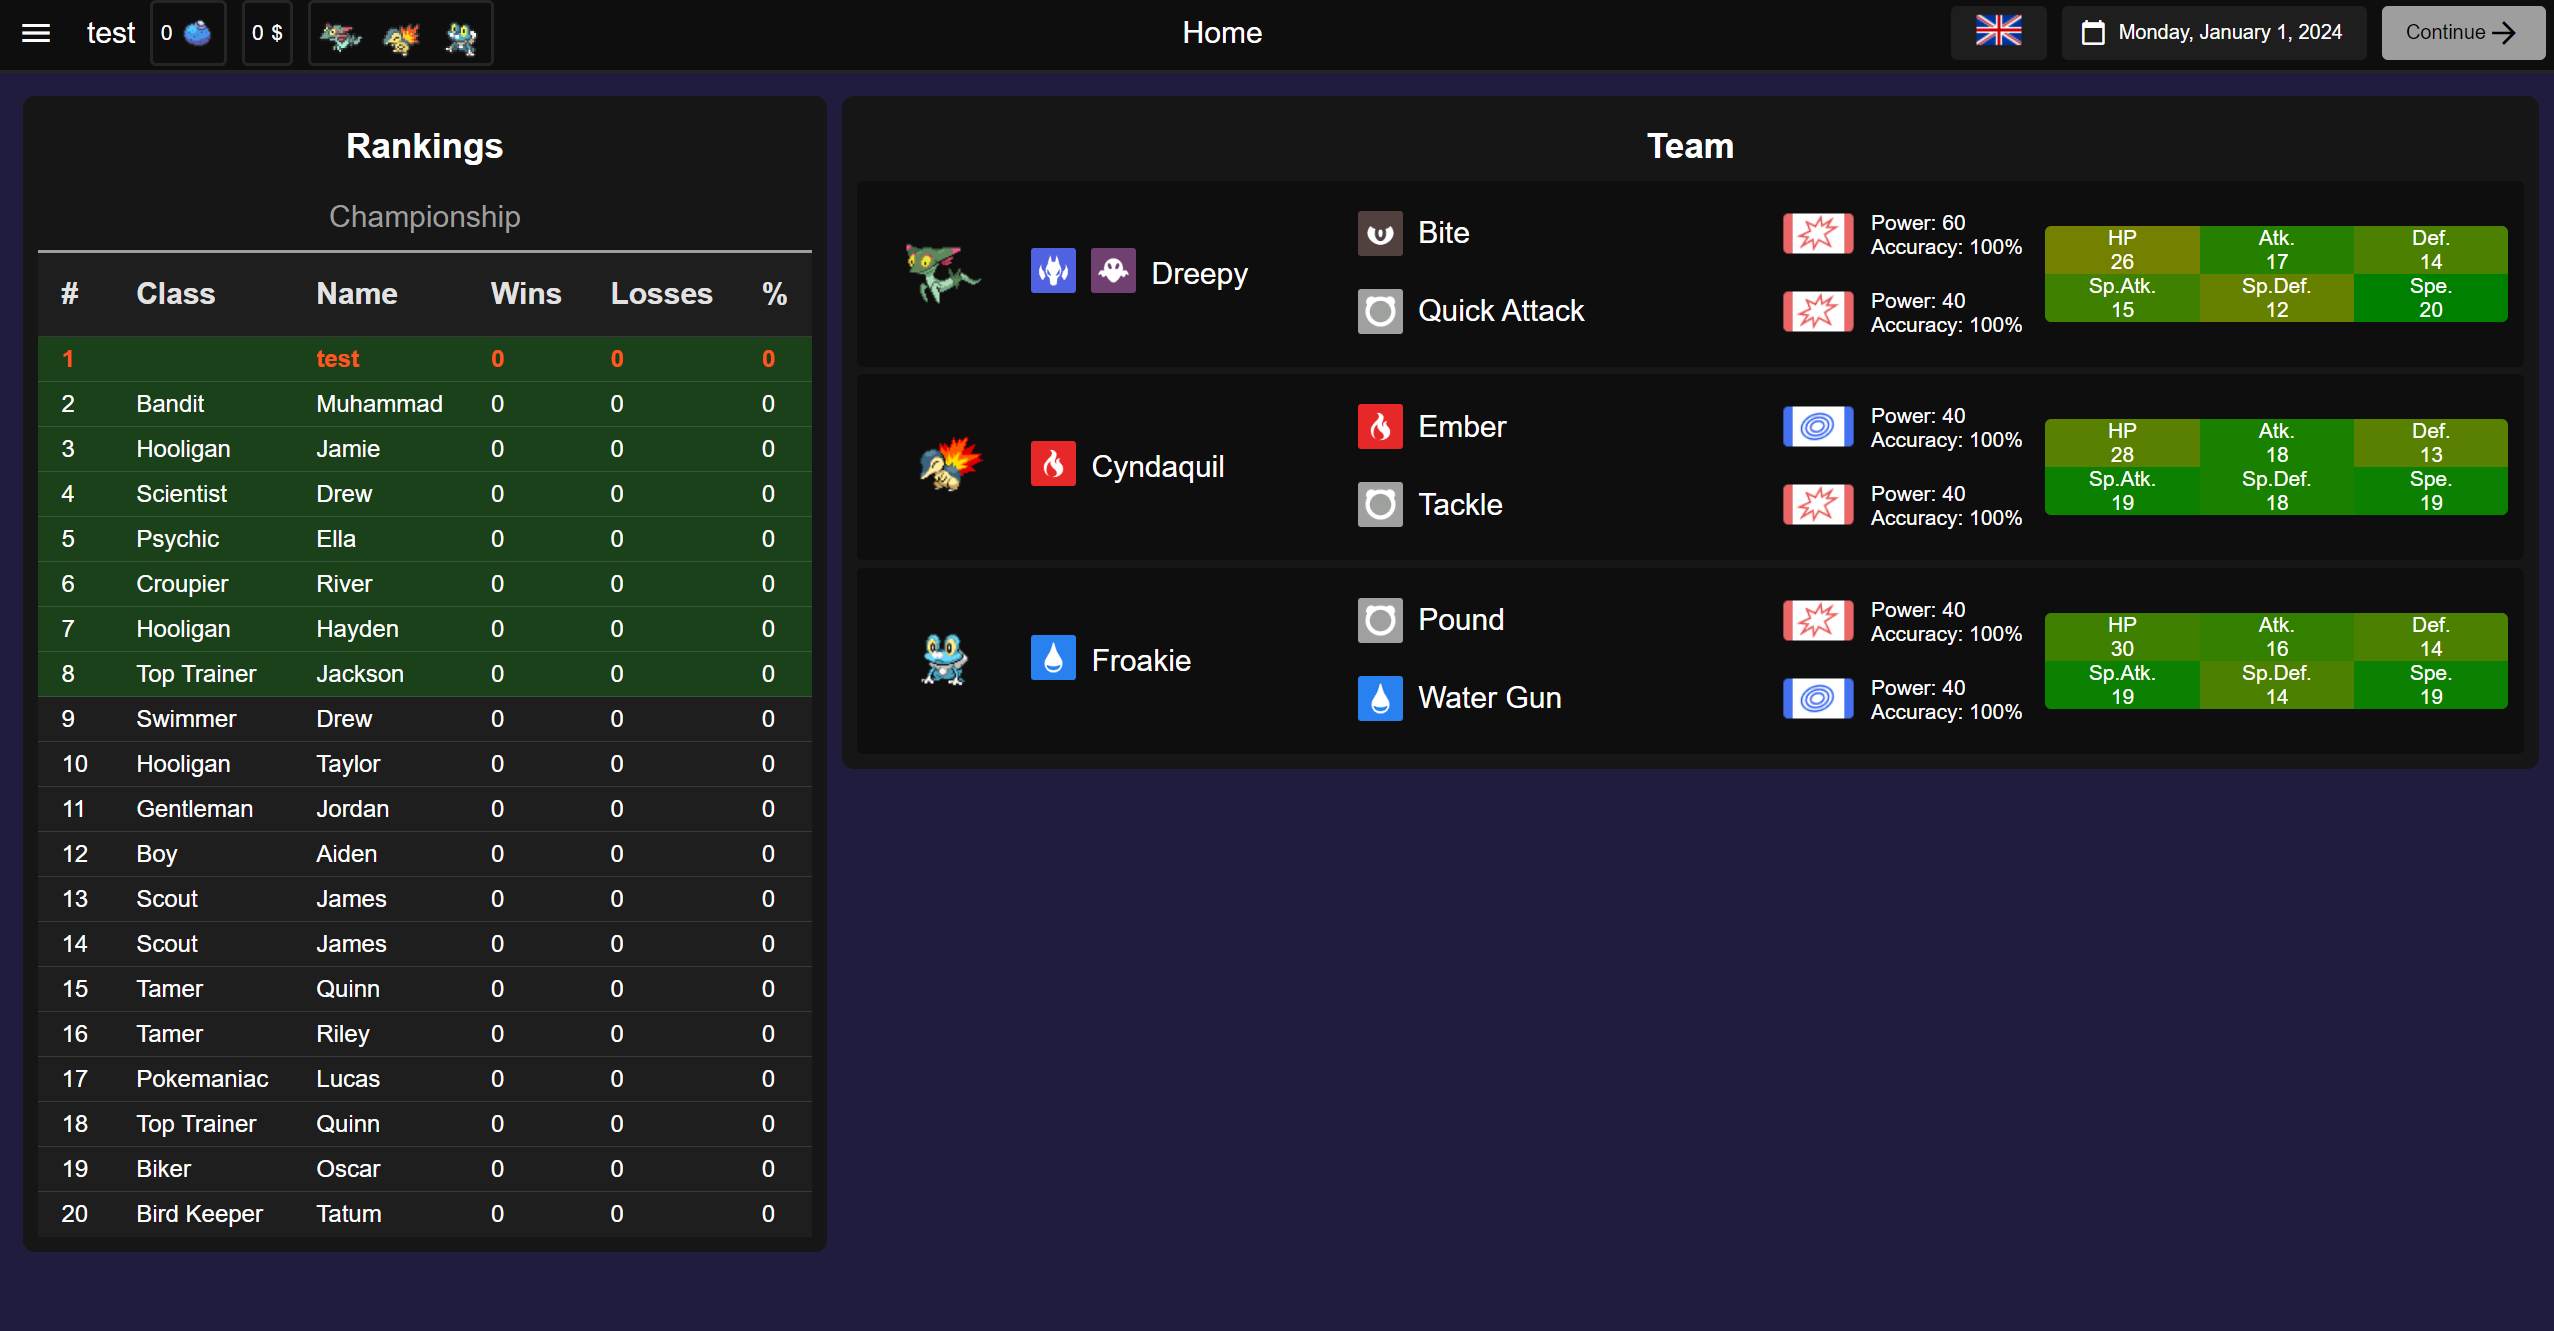 test 0 0 $ Home Monday, January 1, 2024 Continue
Rankings
Championship
# Class Name Wins Losses %
1 test 0 0 0
2 Bandit Muhammad 0 0 0
3 Hooligan Jamie 0 0 0
4 Scientist Drew 0 0 0
5 Psychic Ella 0 0 0
6 Croupier River 0 0 0
7 Hooligan Hayden 0 0 0
8 Top Trainer Jackson 0 0 0
9 Swimmer Drew 0 0 0
10 Hooligan Taylor 0 0 0
11 Gentleman Jordan 0 0 0
12 Boy Aiden 0 0 0
13 Scout James 0 0 0
14 Scout James 0 0 0
15 Tamer Quinn 0 0 0
16 Tamer Riley 0 0 0
17 Pokemaniac Lucas 0 0 0
18 Top Trainer Quinn 0 0 0
19 Biker Oscar 0 0 0
20 Bird Keeper Tatum 0 0 0
Team
Dreepy
Bite
Power: 60
Accuracy: 100%
Quick Attack
Power: 40
Accuracy: 100%
HP Atk. Def.
26 17 14
Sp.Atk. Sp.Def. Spe.
15 12 20
Cyndaquil
Ember
Power: 40
Accuracy: 100%
Tackle
Power: 40
Accuracy: 100%
HP Atk. Def.
28 18 13
Sp.Atk. Sp.Def. Spe.
19 18 19
Froakie
Pound
Power: 40
Accuracy: 100%
Water Gun
Power: 40
Accuracy: 100%
HP Atk. Def.
30 16 14
Sp.Atk. Sp.Def. Spe.
19 14 19